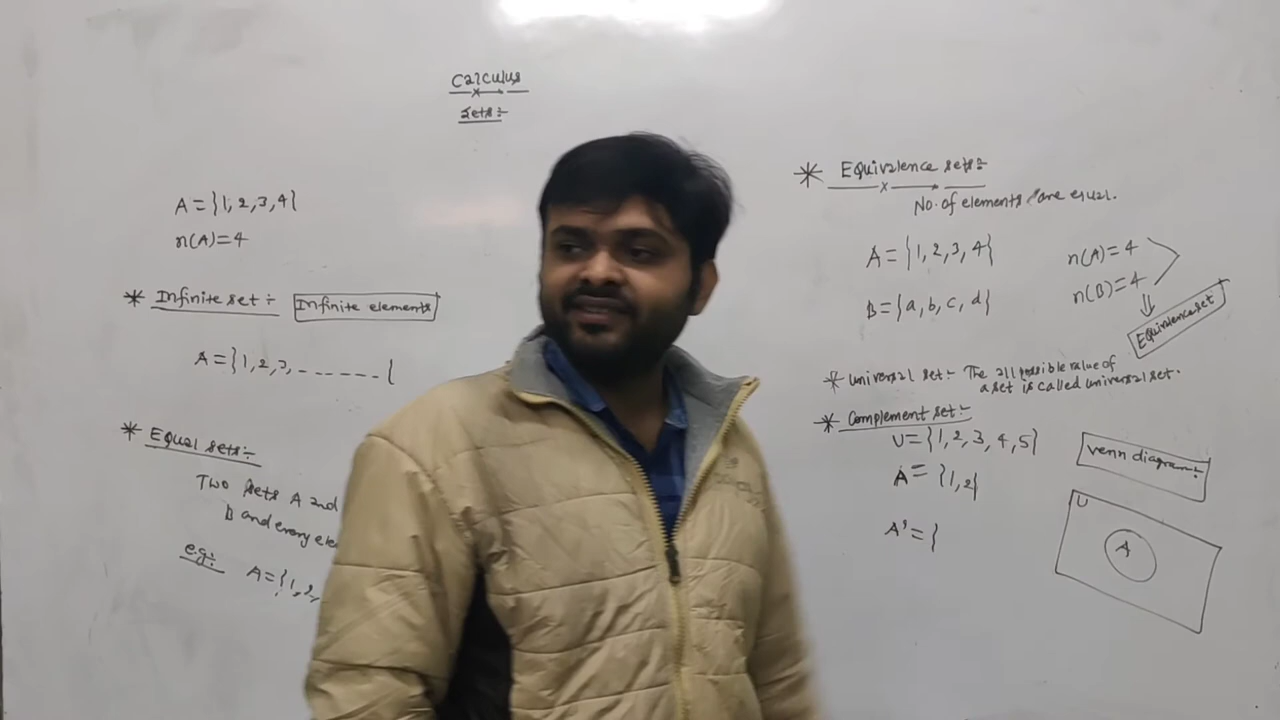 Calculus
Sets:-
A = {1, 2, 3, 4}
n(A) = 4
* Infinite set :- Infinite elements
A = {1, 2, 3, - - - - - - - {
* Equal sets:-
Two sets A and
B and every ele
e.g:- A = {1, 2,
* Equivalence sets:-
No. of elements are equal.
A = {1, 2, 3, 4} n(A) = 4
B = {a, b, c, d} n(B) = 4
Equivalence set
* Universal set:- The all possible value of
a set is called universal set.
* Complement set:-
U = {1, 2, 3, 4, 5}
A = {1, 2}
A' = {
Venn diagram:-
U
A